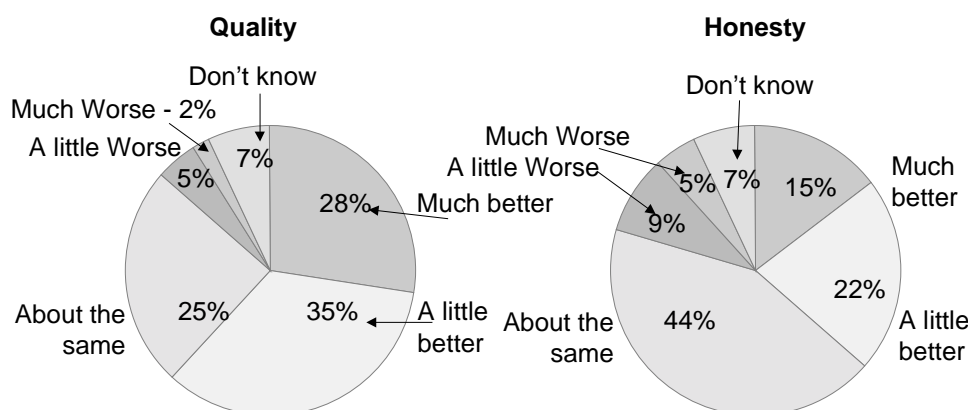 Quality
Don’t know
Much Worse - 2%
A little Worse
7%
5%
28%
Much better
About the
same
25%
35%
A little
better
Honesty
Don't know
Much Worse
A little Worse
5%
7%
15%
Much
better
9%
22%
About the
same
44%
A little
better